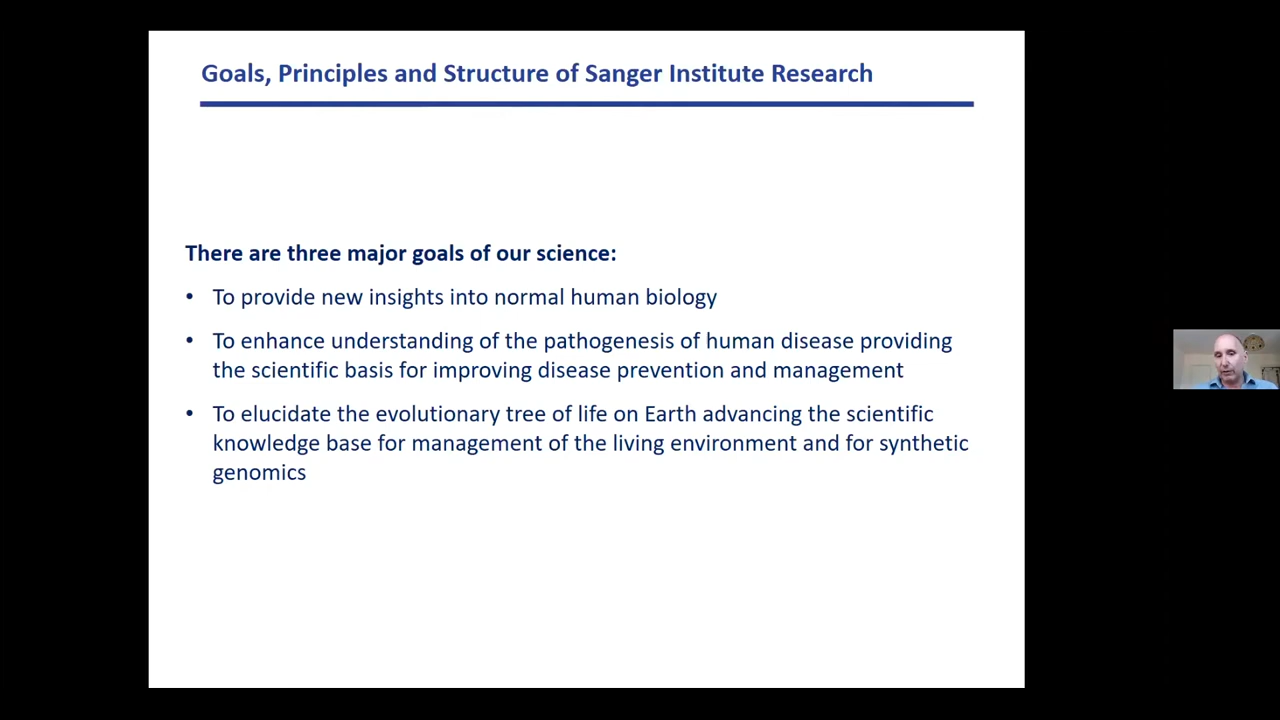 Goals, Principles and Structure of Sanger Institute Research
There are three major goals of our science:
• To provide new insights into normal human biology
• To enhance understanding of the pathogenesis of human disease providing
the scientific basis for improving disease prevention and management
• To elucidate the evolutionary tree of life on Earth advancing the scientific
knowledge base for management of the living environment and for synthetic
genomics